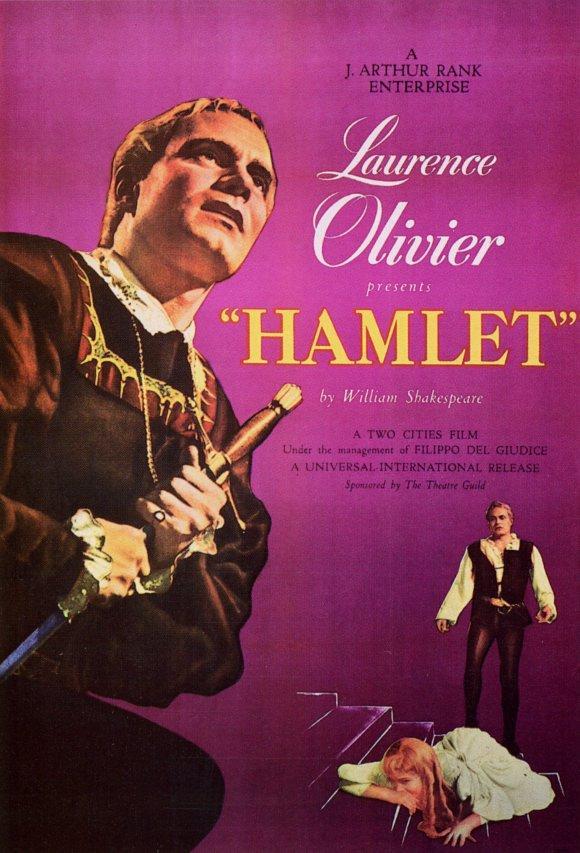 A
J. ARTHUR RANK
ENTERPRISE
Laurence
Olivier
presents
"HAMLET"
by William Shakespeare
A TWO CITIES FILM
Under the management of FILIPPO DEL GIUDICE
A UNIVERSAL-INTERNATIONAL RELEASE
Sponsored by The Theatre Guild